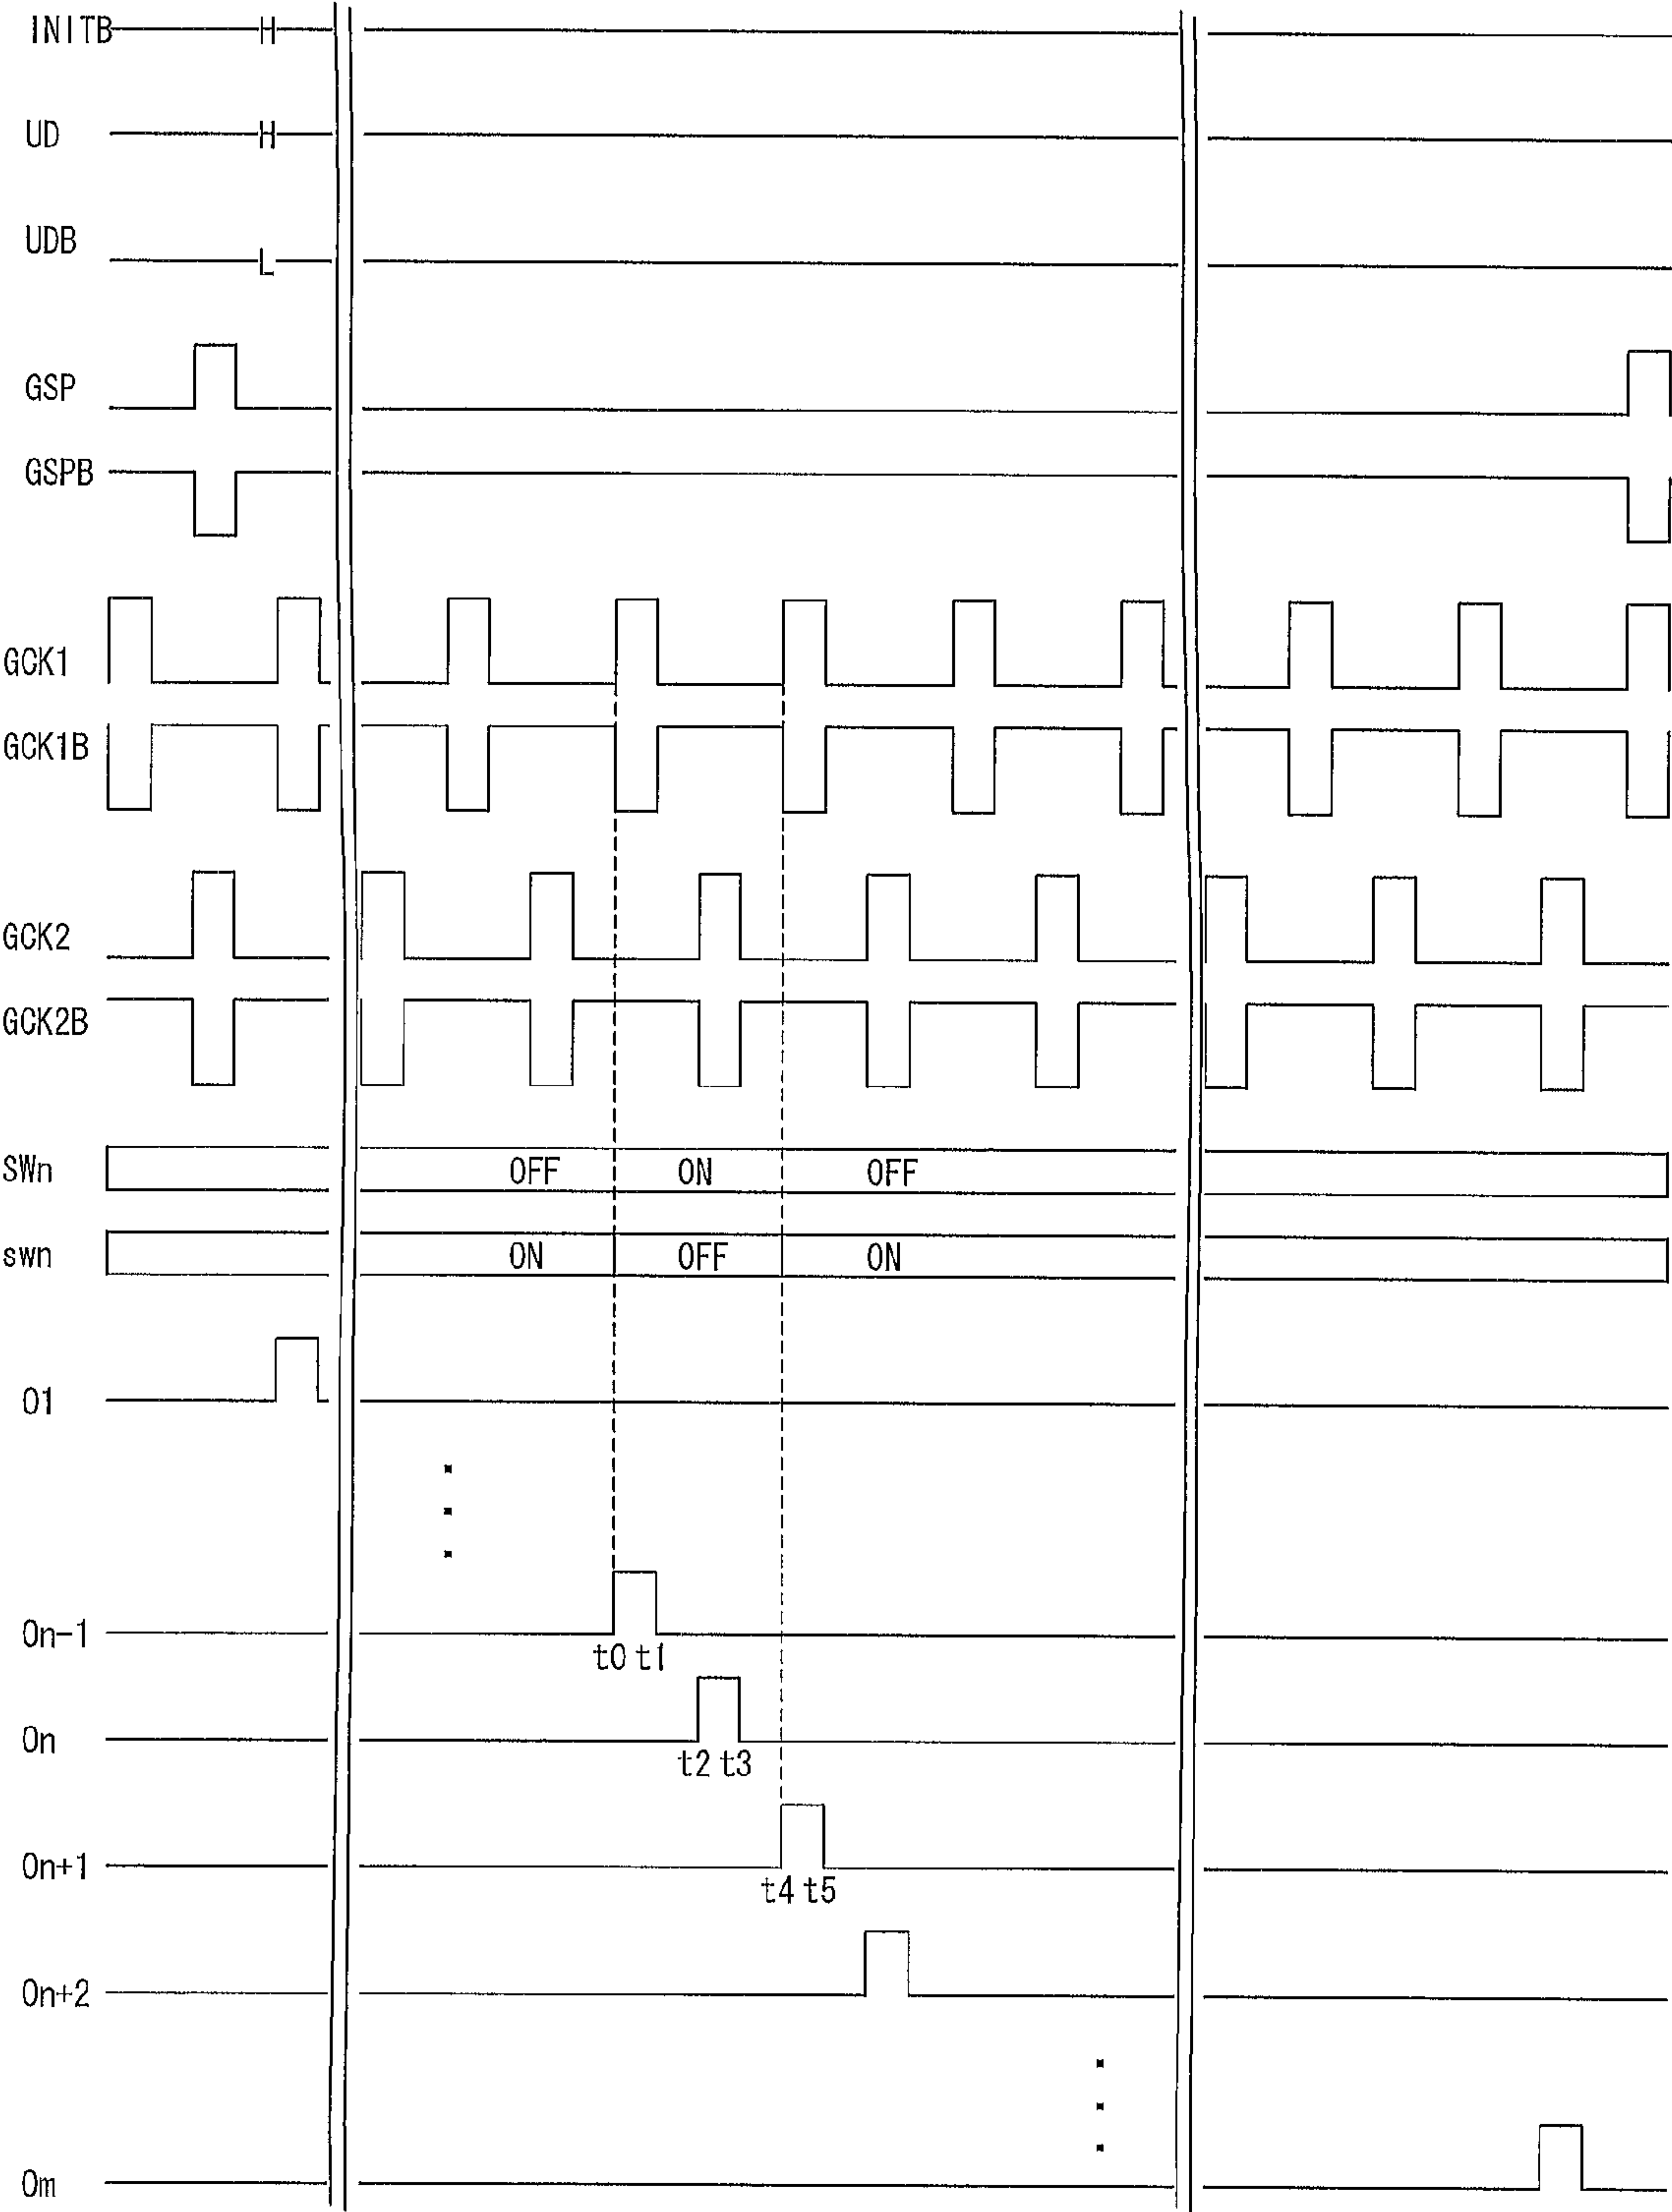 INITB H
UD H
UDB L
GSP
GSPB
GCK1
GCK1B
GCK2
GCK2B
SWn OFF ON OFF
swn ON OFF ON
O1
On-1
t0 t1
On
t2 t3
On+1
t4 t5
On+2
Om